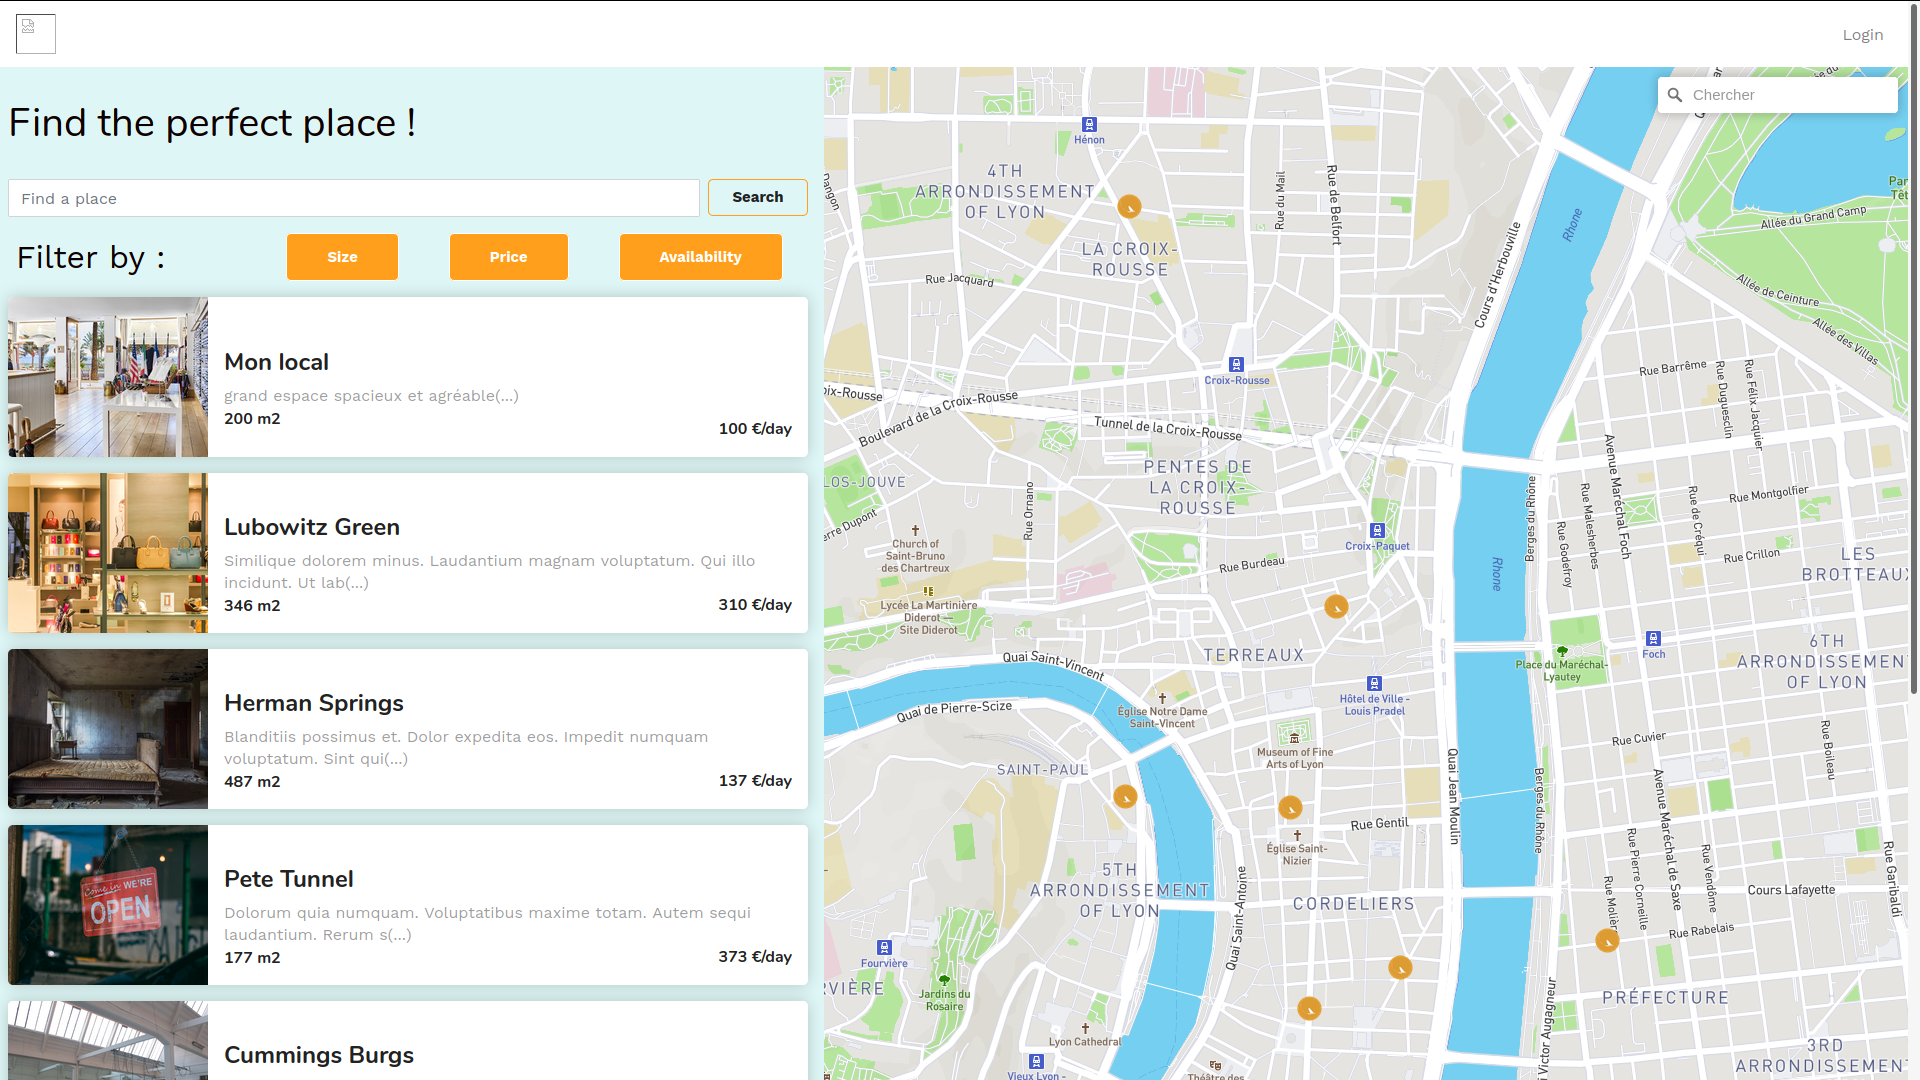 Login
Find the perfect place !
Find a place
Search
Filter by :
Size
Price
Availability
Mon local
grand espace spacieux et agréable(...)
200 m2
100 €/day
Lubowitz Green
Similique dolorem minus. Laudantium magnam voluptatum. Qui illo
incidunt. Ut lab(...)
346 m2
310 €/day
Herman Springs
Blanditiis possimus et. Dolor expedita eos. Impedit numquam
voluptatum. Sint qui(...)
487 m2
137 €/day
come in WE'RE
OPEN
Pete Tunnel
Dolorum quia numquam. Voluptatibus maxime totam. Autem sequi
laudantium. Rerum s(...)
177 m2
373 €/day
Cummings Burgs
Chercher
Hénon
4TH
ARRONDISSEMENT
OF LYON
Rue du Mail
Rue de Belfort
LA CROIX-
ROUSSE
Rue Jacquard
Cours d'Herbouville
Rhone
Allée du Grand Camp
Allée de Ceinture
Allée des Villas
Croix-Rousse
Boulevard de la Croix-Rousse
Tunnel de la Croix-Rousse
Rue Barrême
Rue Duguesclin
Rue Félix Jacquier
PENTES DE
LA CROIX-
ROUSSE
LOS-JOUVE
Rue Ornano
Church of
Saint-Bruno
des Chartreux
Croix-Paquet
Rue Burdeau
Berges du Rhône
Rhone
Rue Godefroy
Rue Malesherbes
Avenue Maréchal Foch
Rue de Créqui
Rue Montgolfier
Rue Crillon
LES
BROTTEAUX
Lycée La Martinière
Diderot —
Site Diderot
TERREAUX
Quai Saint-Vincent
Quai de Pierre-Scize
Église Notre Dame
Saint-Vincent
Hôtel de Ville -
Louis Pradel
Place du Maréchal-
Lyautey
Foch
6TH
ARRONDISSEMENT
OF LYON
Museum of Fine
Arts of Lyon
SAINT-PAUL
Rue Cuvier
Rue Boileau
Quai Jean Moulin
Berges du Rhône
Rue Gentil
Église Saint-
Nizier
5TH
ARRONDISSEMENT
OF LYON
CORDELIERS
Quai Saint-Antoine
Avenue Maréchal de Saxe
Rue Pierre Corneille
Rue Vendôme
Rue Molière
Cours Lafayette
Rue Garibaldi
Rue Rabelais
Fourvière
Jardins du
Rosaire
Lyon Cathedral
Vieux Lyon -
Théâtre des
PRÉFECTURE
Victor Augagneur
3RD
ARRONDISSEMENT